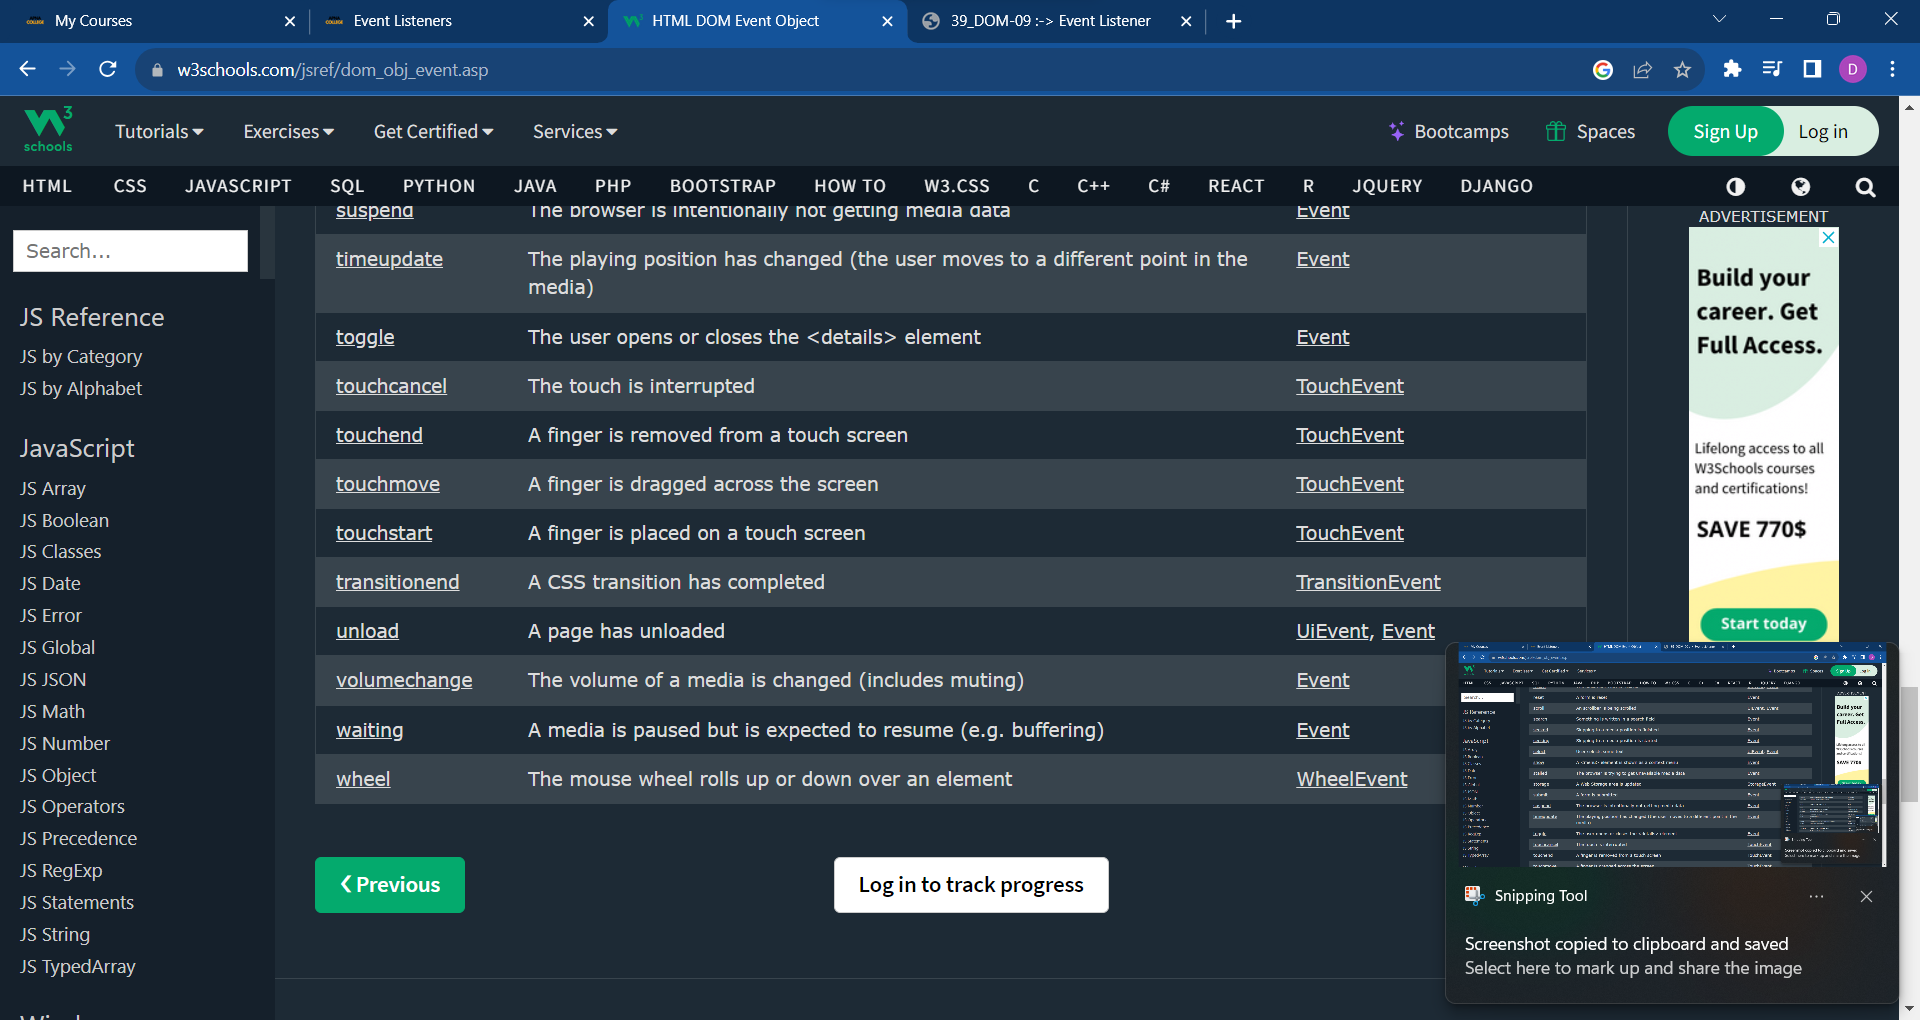 My Courses
Event Listeners
HTML DOM Event Object
39_DOM-09 :-> Event Listener
w3schools.com/jsref/dom_obj_event.asp
D
3
schools
Tutorials
Exercises
Get Certified
Services
Bootcamps
Spaces
Sign Up
Log in
HTML CSS JAVASCRIPT SQL PYTHON JAVA PHP BOOTSTRAP HOW TO W3.CSS C C++ C# REACT R JQUERY DJANGO
Search...
JS Reference
JS by Category
JS by Alphabet
JavaScript
JS Array
JS Boolean
JS Classes
JS Date
JS Error
JS Global
JS JSON
JS Math
JS Number
JS Object
JS Operators
JS Precedence
JS RegExp
JS Statements
JS String
JS TypedArray
suspend The browser is intentionally not getting media data Event
timeupdate The playing position has changed (the user moves to a different point in the Event
media)
toggle The user opens or closes the <details> element Event
touchcancel The touch is interrupted TouchEvent
touchend A finger is removed from a touch screen TouchEvent
touchmove A finger is dragged across the screen TouchEvent
touchstart A finger is placed on a touch screen TouchEvent
transitionend A CSS transition has completed TransitionEvent
unload A page has unloaded UiEvent, Event
volumechange The volume of a media is changed (includes muting) Event
waiting A media is paused but is expected to resume (e.g. buffering) Event
wheel The mouse wheel rolls up or down over an element WheelEvent
❮ Previous
Log in to track progress
ADVERTISEMENT
Build your
career. Get
Full Access.
Lifelong access to all
W3Schools courses
and certifications!
SAVE 770$
Start today
Snipping Tool
Screenshot copied to clipboard and saved
Select here to mark up and share the image